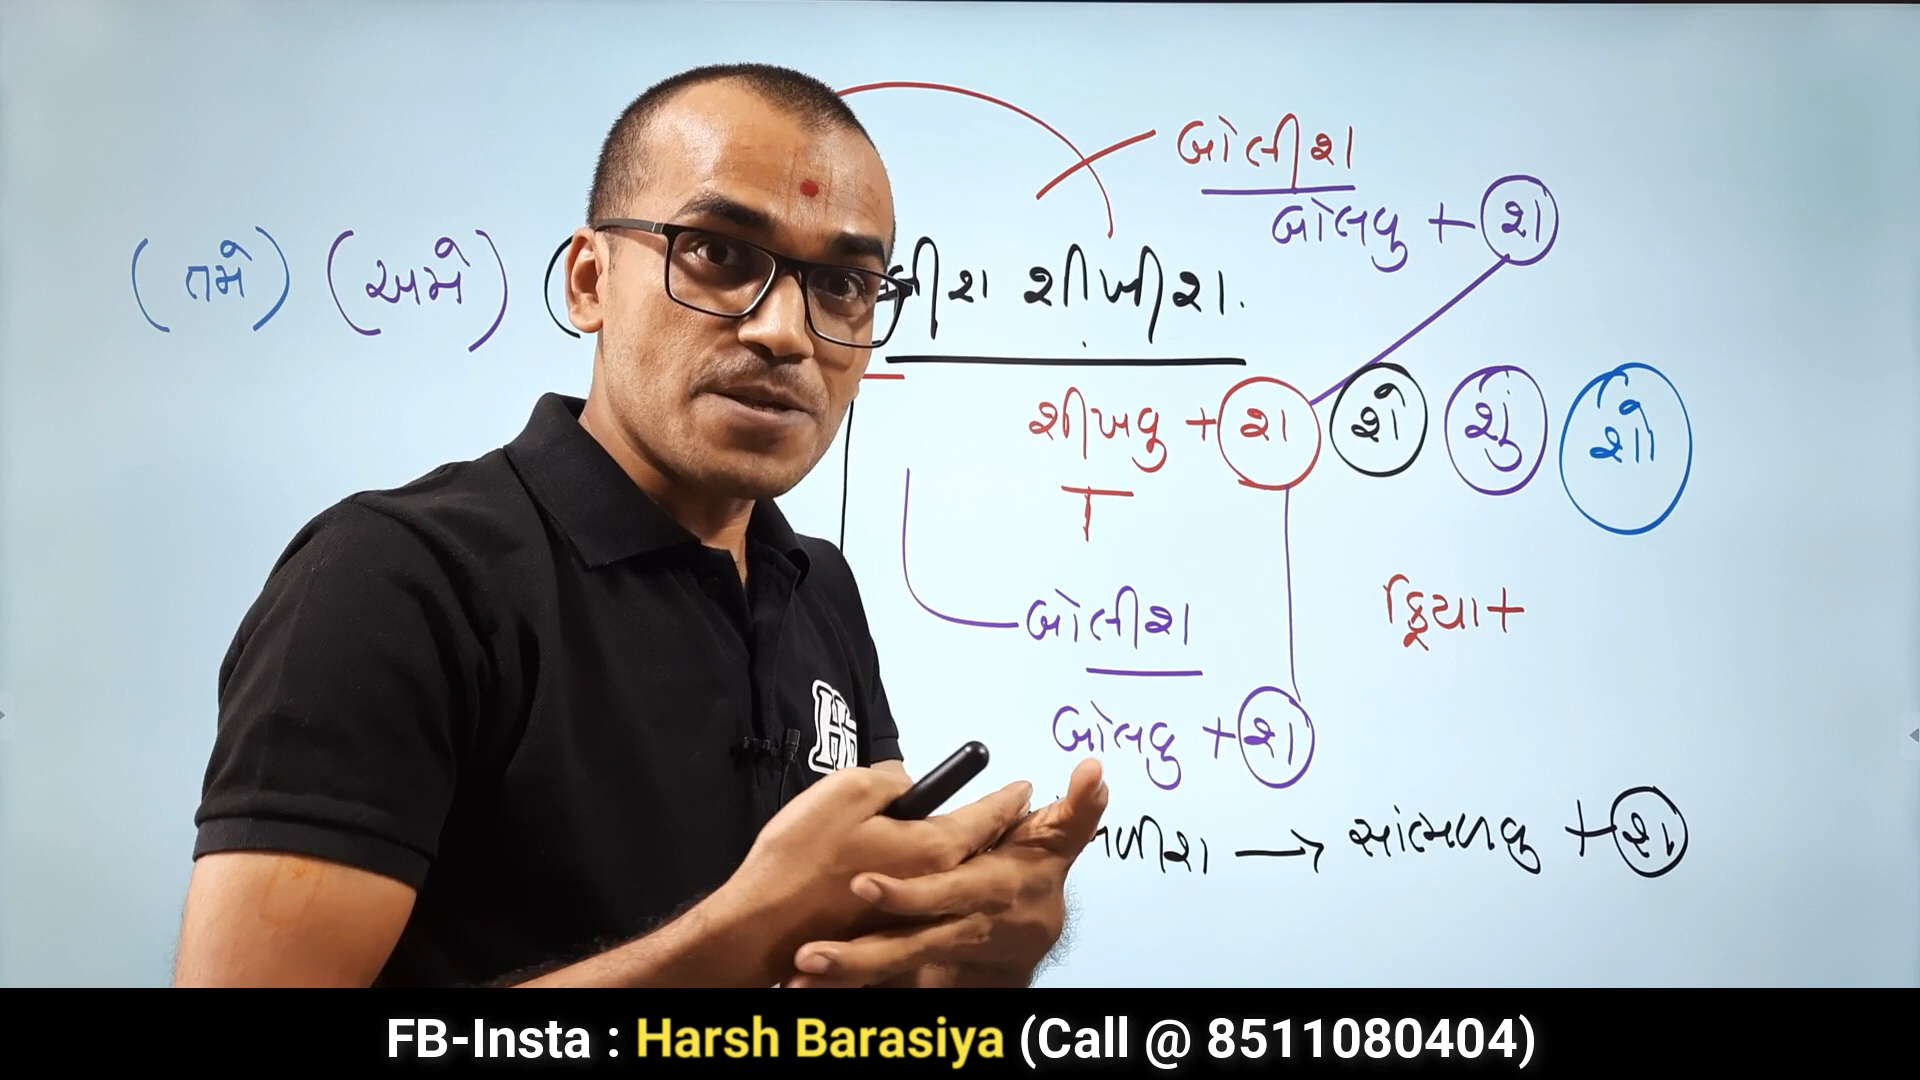 બોલીશ
બોલવુ + શ
(તમે) (અમે) શીખીશ.
શીખવુ + શ શે શું શો
બોલીશ
ક્રિયા +
બોલવુ + શ
→ સાંભળવુ + શ
FB-Insta : Harsh Barasiya (Call @ 8511080404)